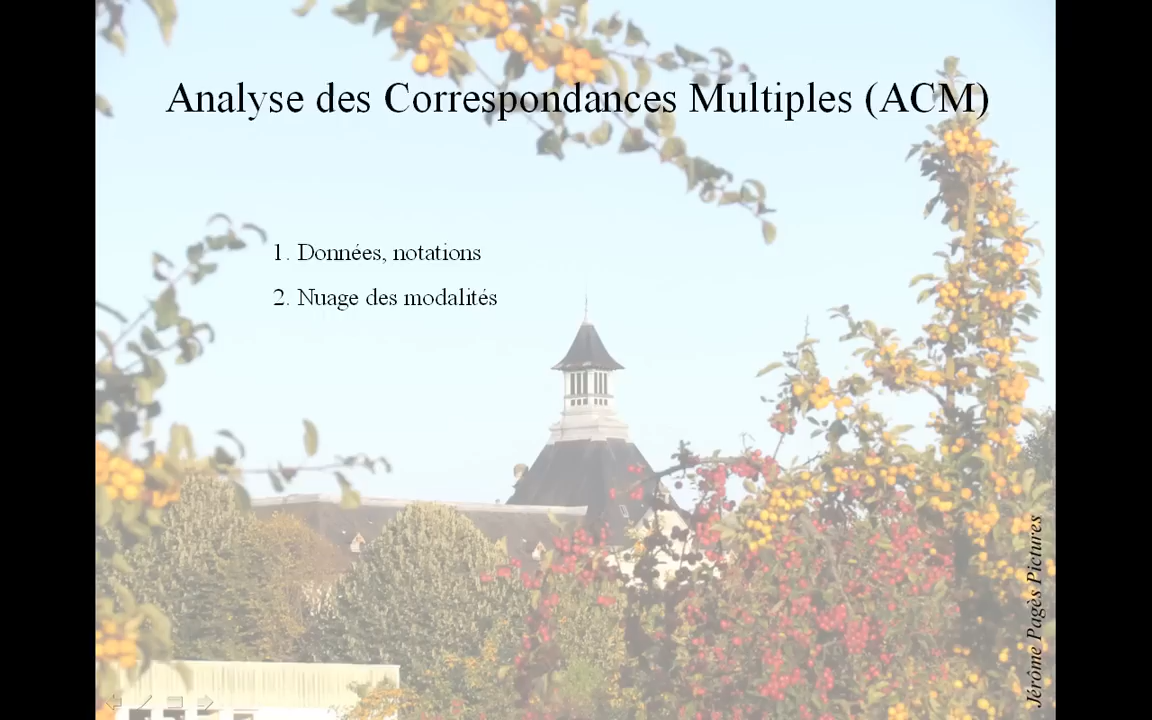 Analyse des Correspondances Multiples (ACM)
1. Données, notations
2. Nuage des modalités
Jérôme Pagès Pictures